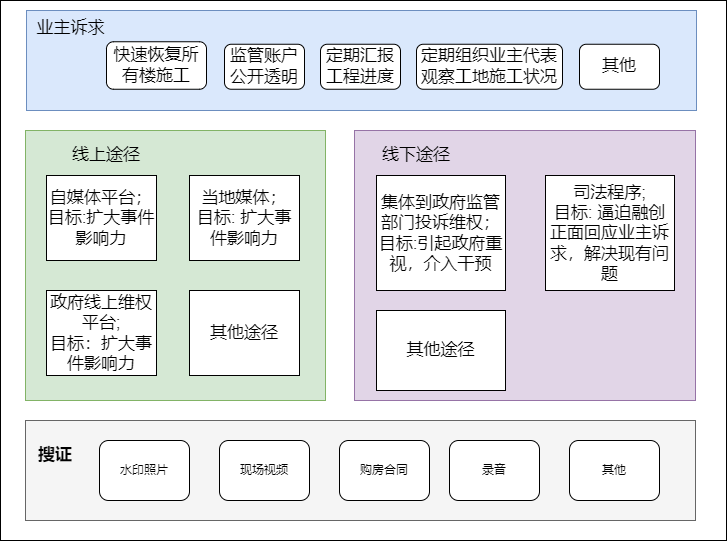 业主诉求
快速恢复所
有楼施工
监管账户
公开透明
定期汇报
工程进度
定期组织业主代表
观察工地施工状况
其他
线上途径
自媒体平台；
目标:扩大事件
影响力
当地媒体；
目标: 扩大事
件影响力
政府线上维权
平台;
目标：扩大事
件影响力
其他途径
线下途径
集体到政府监管
部门投诉维权；
目标:引起政府重
视，介入干预
司法程序;
目标: 逼迫融创
正面回应业主诉
求，解决现有问
题
其他途径
搜证
水印照片
现场视频
购房合同
录音
其他